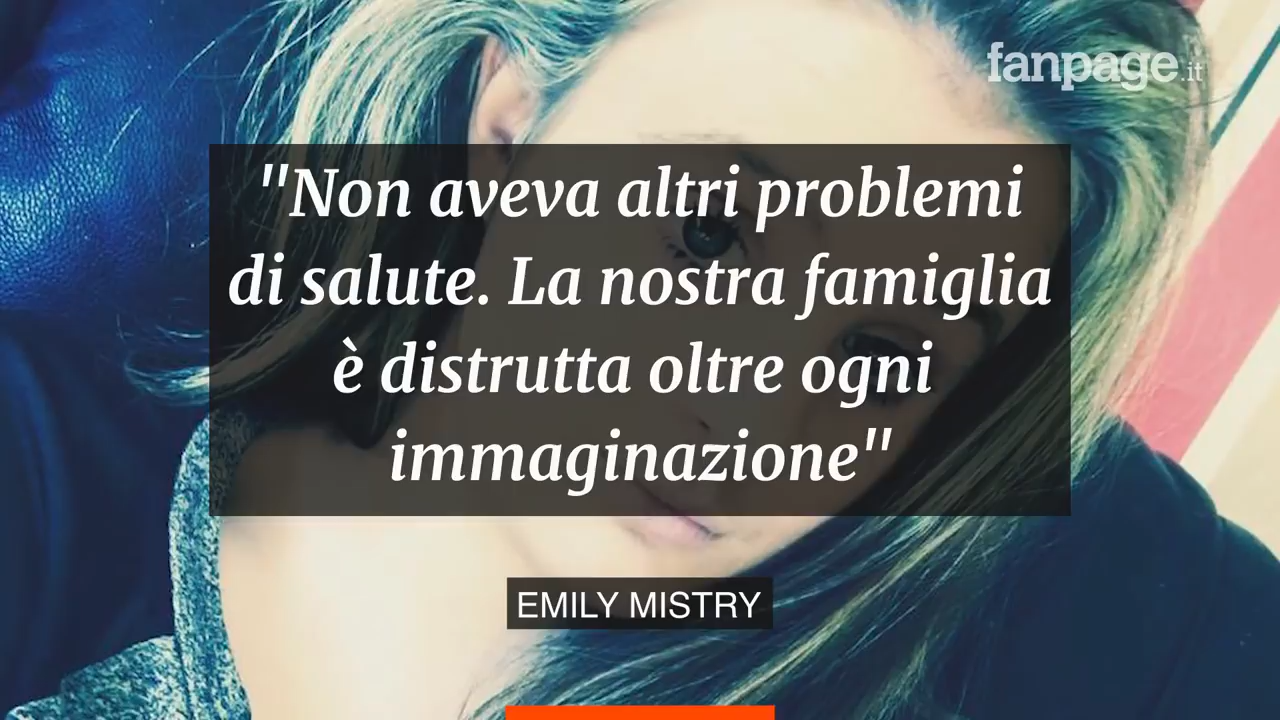 fanpage.it
"Non aveva altri problemi
di salute. La nostra famiglia
è distrutta oltre ogni
immaginazione"
EMILY MISTRY